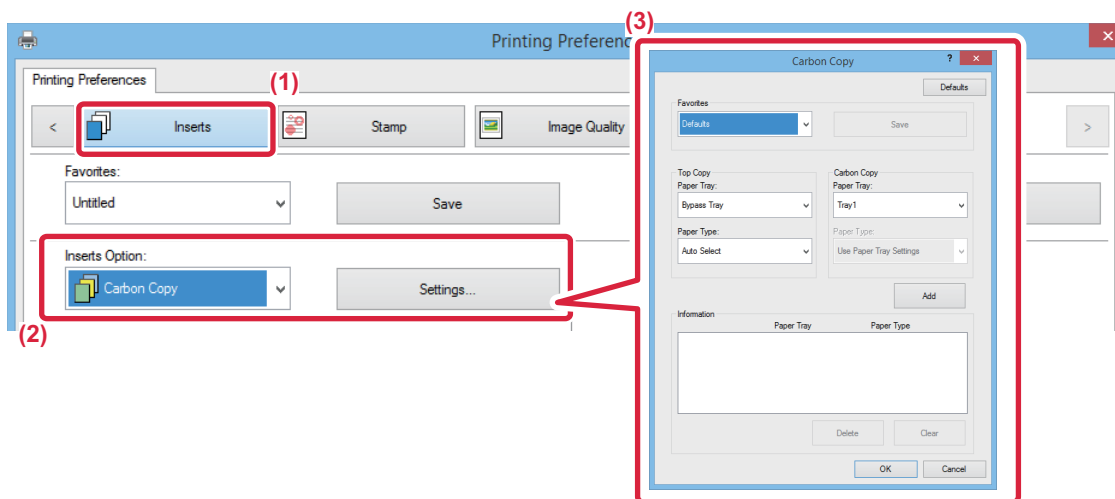 (3)
Printing Preferenc
Printing Preferences
(1)
<
Inserts
Stamp
Image Quality
>
Favorites:
Untitled
Save
Inserts Option:
Carbon Copy
Settings...
(2)
Carbon Copy
?
Defaults
Favorites
Defaults
Save
Top Copy
Paper Tray:
Bypass Tray
Paper Type:
Auto Select
Carbon Copy
Paper Tray:
Tray1
Paper Type:
Use Paper Tray Settings
Add
Information
Paper Tray Paper Type
Delete Clear
OK Cancel